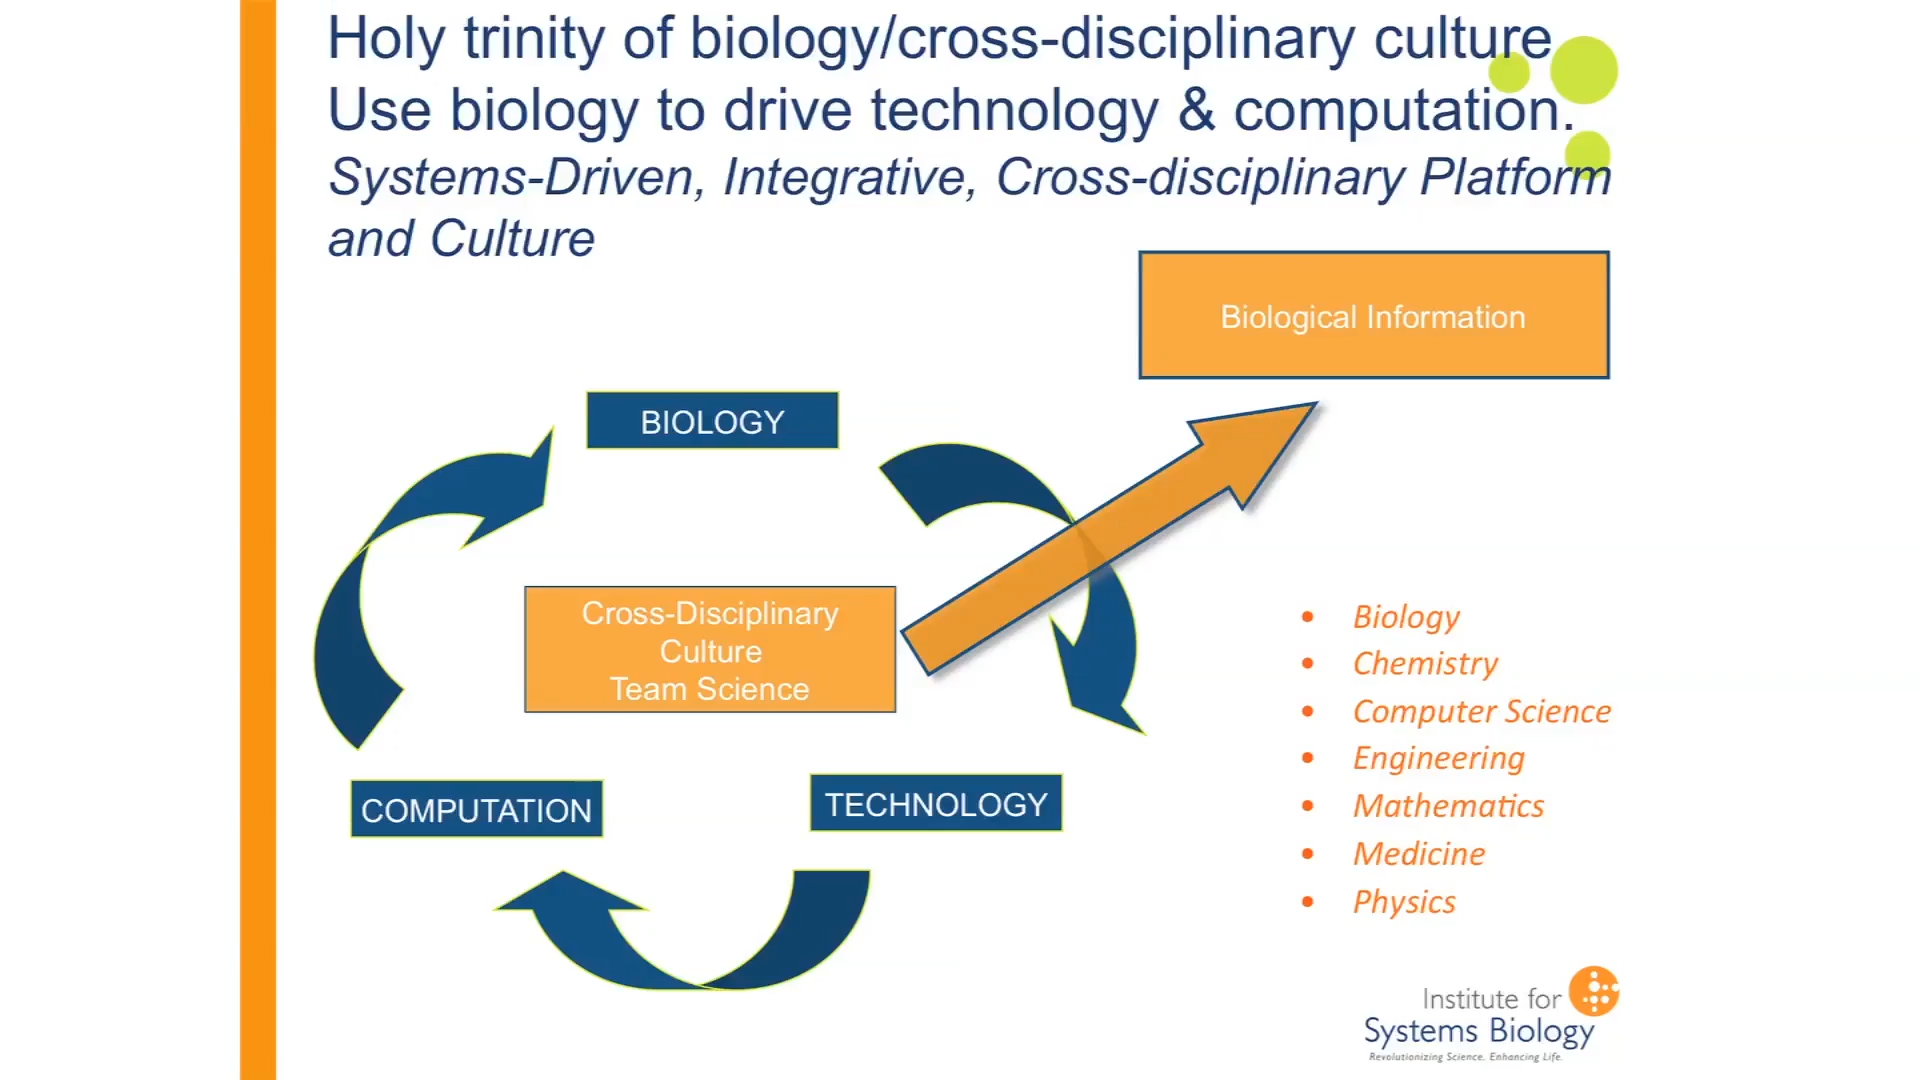 Holy trinity of biology/cross-disciplinary culture
Use biology to drive technology & computation.
Systems-Driven, Integrative, Cross-disciplinary Platform
and Culture
Biological Information
BIOLOGY
Cross-Disciplinary
Culture
Team Science
COMPUTATION
TECHNOLOGY
• Biology
• Chemistry
• Computer Science
• Engineering
• Mathematics
• Medicine
• Physics
Institute for
Systems Biology
Revolutionizing Science. Enhancing Life.